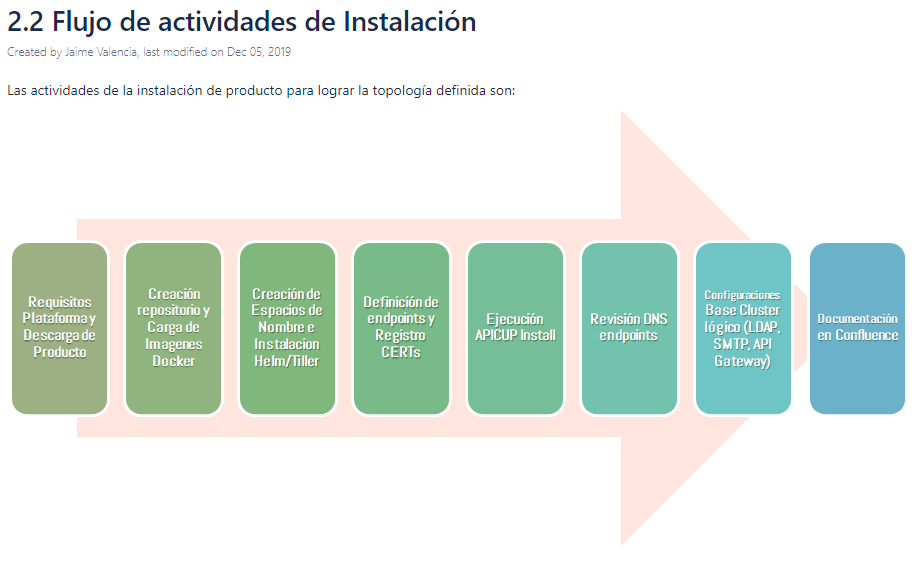 2.2 Flujo de actividades de Instalación
Created by Jaime Valencia, last modified on Dec 05, 2019
Las actividades de la instalación de producto para lograr la topología definida son:
Requisitos
Plataforma y
Descarga de
Producto
Creación
repositorio y
Carga de
Imagenes
Docker
Creación de
Espacios de
Nombre e
Instalacion
Helm/Tiller
Definición de
endpoints y
Registro
CERTs
Ejecución
APICUP Install
Revisión DNS
endpoints
Configuraciones
Base Cluster
lógico (LDAP,
SMTP, API
Gateway)
Documentación
en Confluence